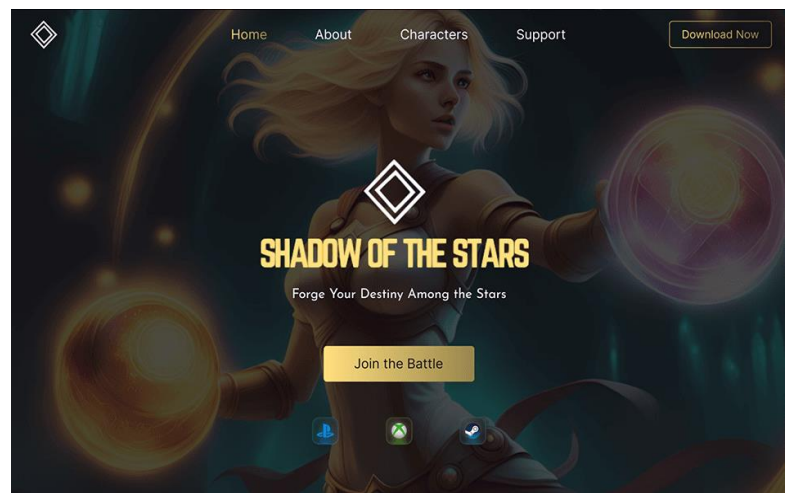 Home About Characters Support Download Now
SHADOW OF THE STARS
Forge Your Destiny Among the Stars
Join the Battle